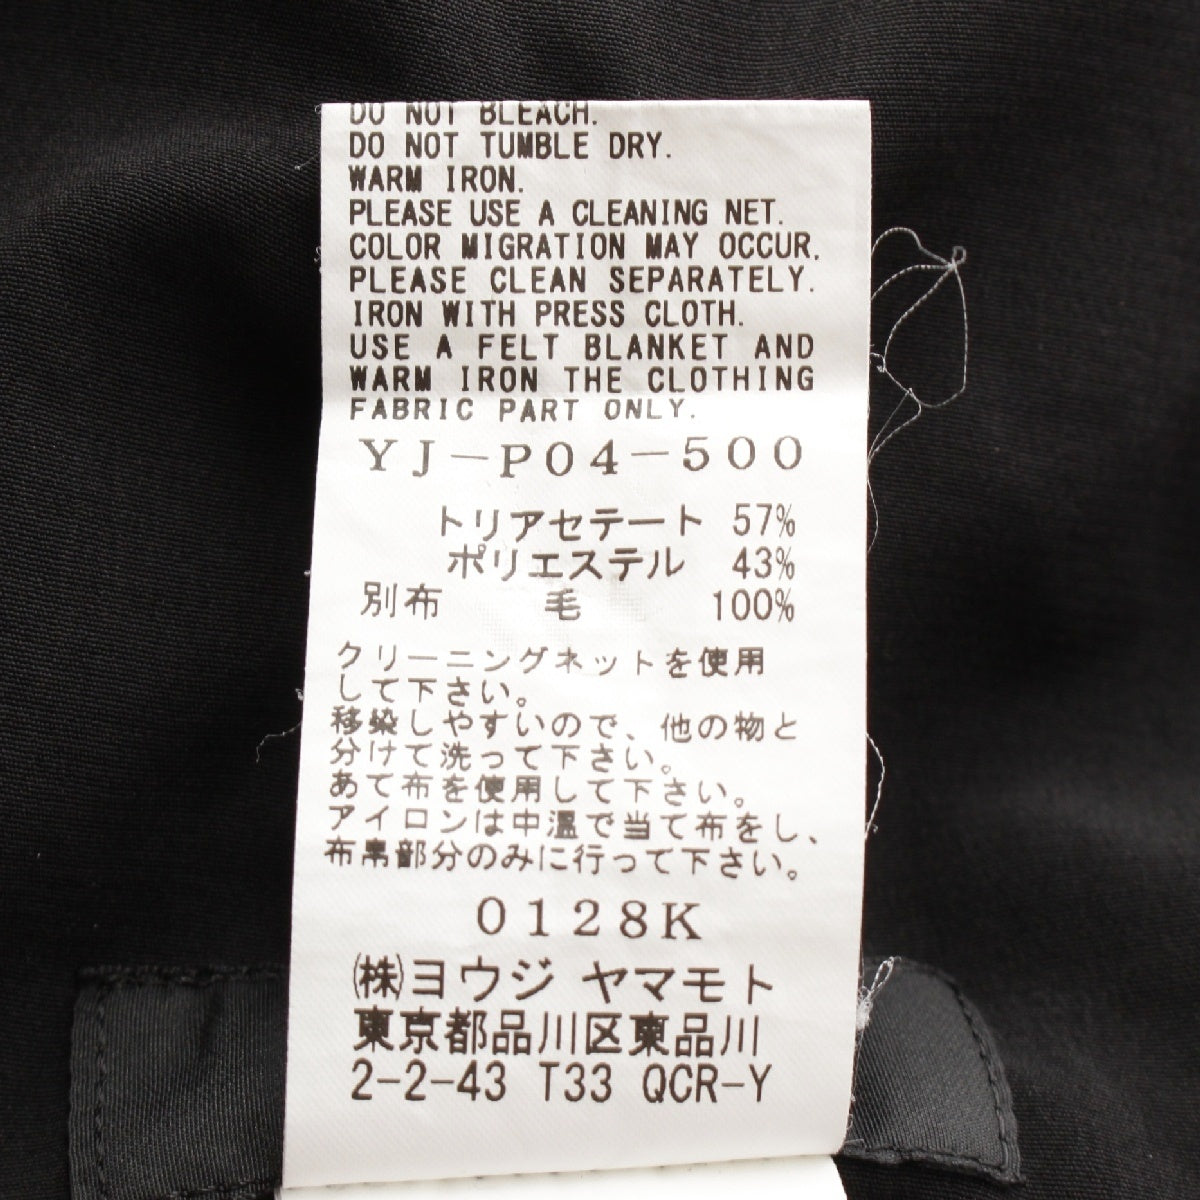 DO NOT BLEACH.
DO NOT TUMBLE DRY.
WARM IRON.
PLEASE USE A CLEANING NET.
COLOR MIGRATION MAY OCCUR.
PLEASE CLEAN SEPARATELY.
IRON WITH PRESS CLOTH.
USE A FELT BLANKET AND
WARM IRON THE CLOTHING
FABRIC PART ONLY.
YJ-P04-500
トリアセテート 57%
ポリエステル 43%
別布 毛 100%
クリーニングネットを使用
して下さい。
移染しやすいので、他の物と
分けて洗って下さい。
あて布を使用して下さい。
アイロンは中温で当て布をし、
布帛部分のみに行って下さい。
0128K
(株)ヨウジ ヤマモト
東京都品川区東品川
2-2-43 T33 QCR-Y